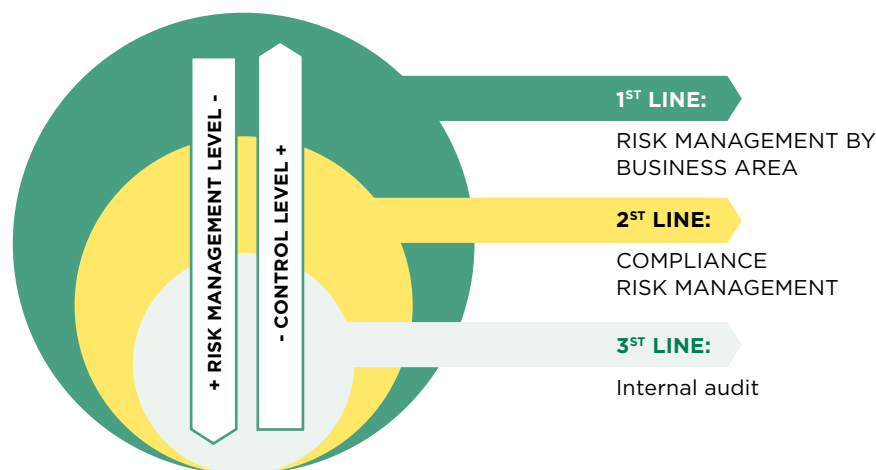 + RISK MANAGEMENT LEVEL -
- CONTROL LEVEL +
1ST LINE:
RISK MANAGEMENT BY
BUSINESS AREA
2ST LINE:
COMPLIANCE
RISK MANAGEMENT
3ST LINE:
Internal audit